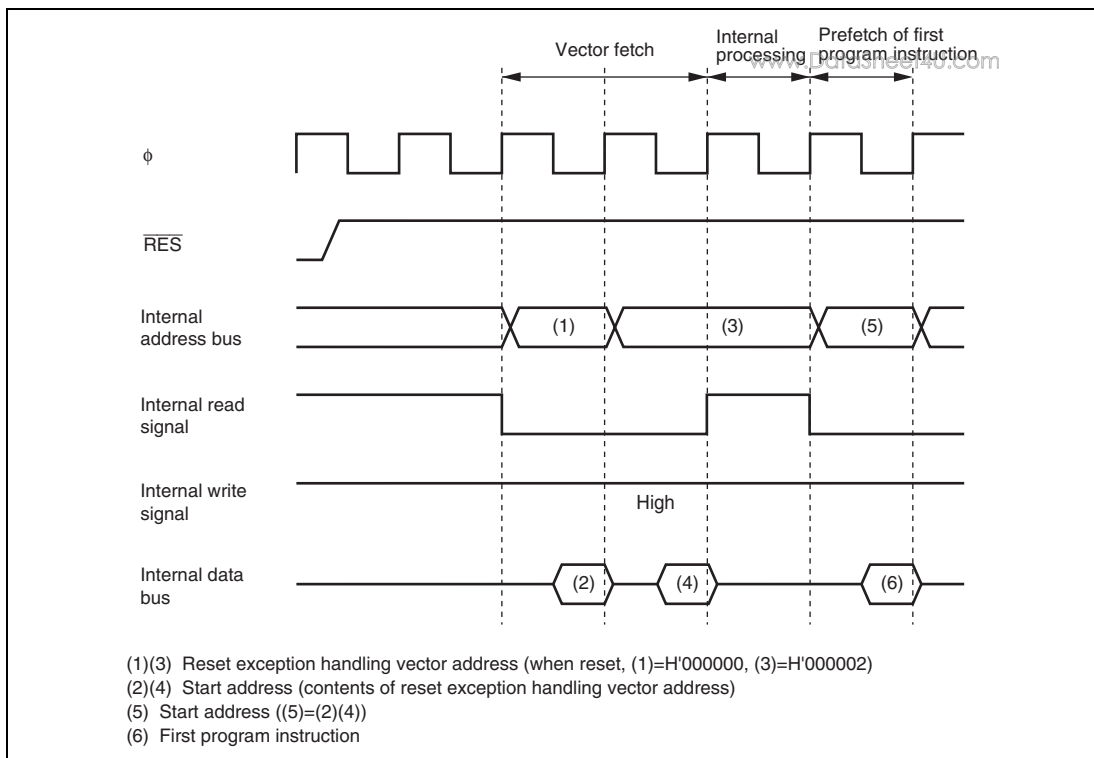 Vector fetch
Internal
processing
Prefetch of first
program instruction
www.DataSheet4U.com
φ
RES
Internal
address bus
(1)
(3)
(5)
Internal read
signal
Internal write
signal
High
Internal data
bus
(2)
(4)
(6)
(1)(3) Reset exception handling vector address (when reset, (1)=H'000000, (3)=H'000002)
(2)(4) Start address (contents of reset exception handling vector address)
(5) Start address ((5)=(2)(4))
(6) First program instruction